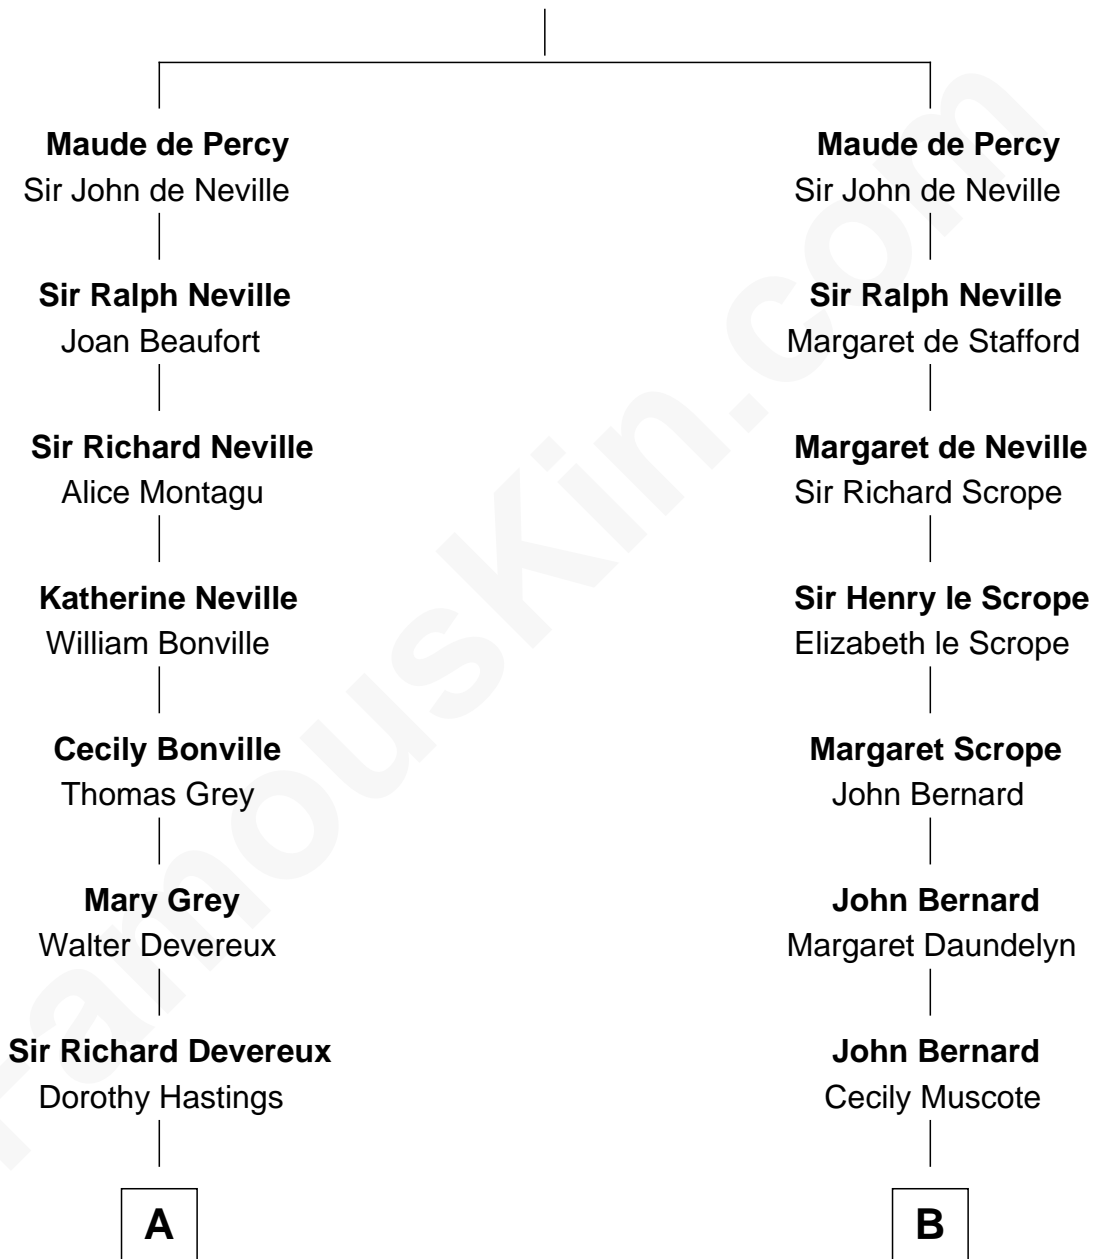 Maude de Percy
Sir John de Neville
Sir Ralph Neville
Joan Beaufort
Sir Richard Neville
Alice Montagu
Katherine Neville
William Bonville
Cecily Bonville
Thomas Grey
Mary Grey
Walter Devereux
Sir Richard Devereux
Dorothy Hastings
A
Maude de Percy
Sir John de Neville
Sir Ralph Neville
Margaret de Stafford
Margaret de Neville
Sir Richard Scrope
Sir Henry le Scrope
Elizabeth le Scrope
Margaret Scrope
John Bernard
John Bernard
Margaret Daundelyn
John Bernard
Cecily Muscote
B
FamousKin.com